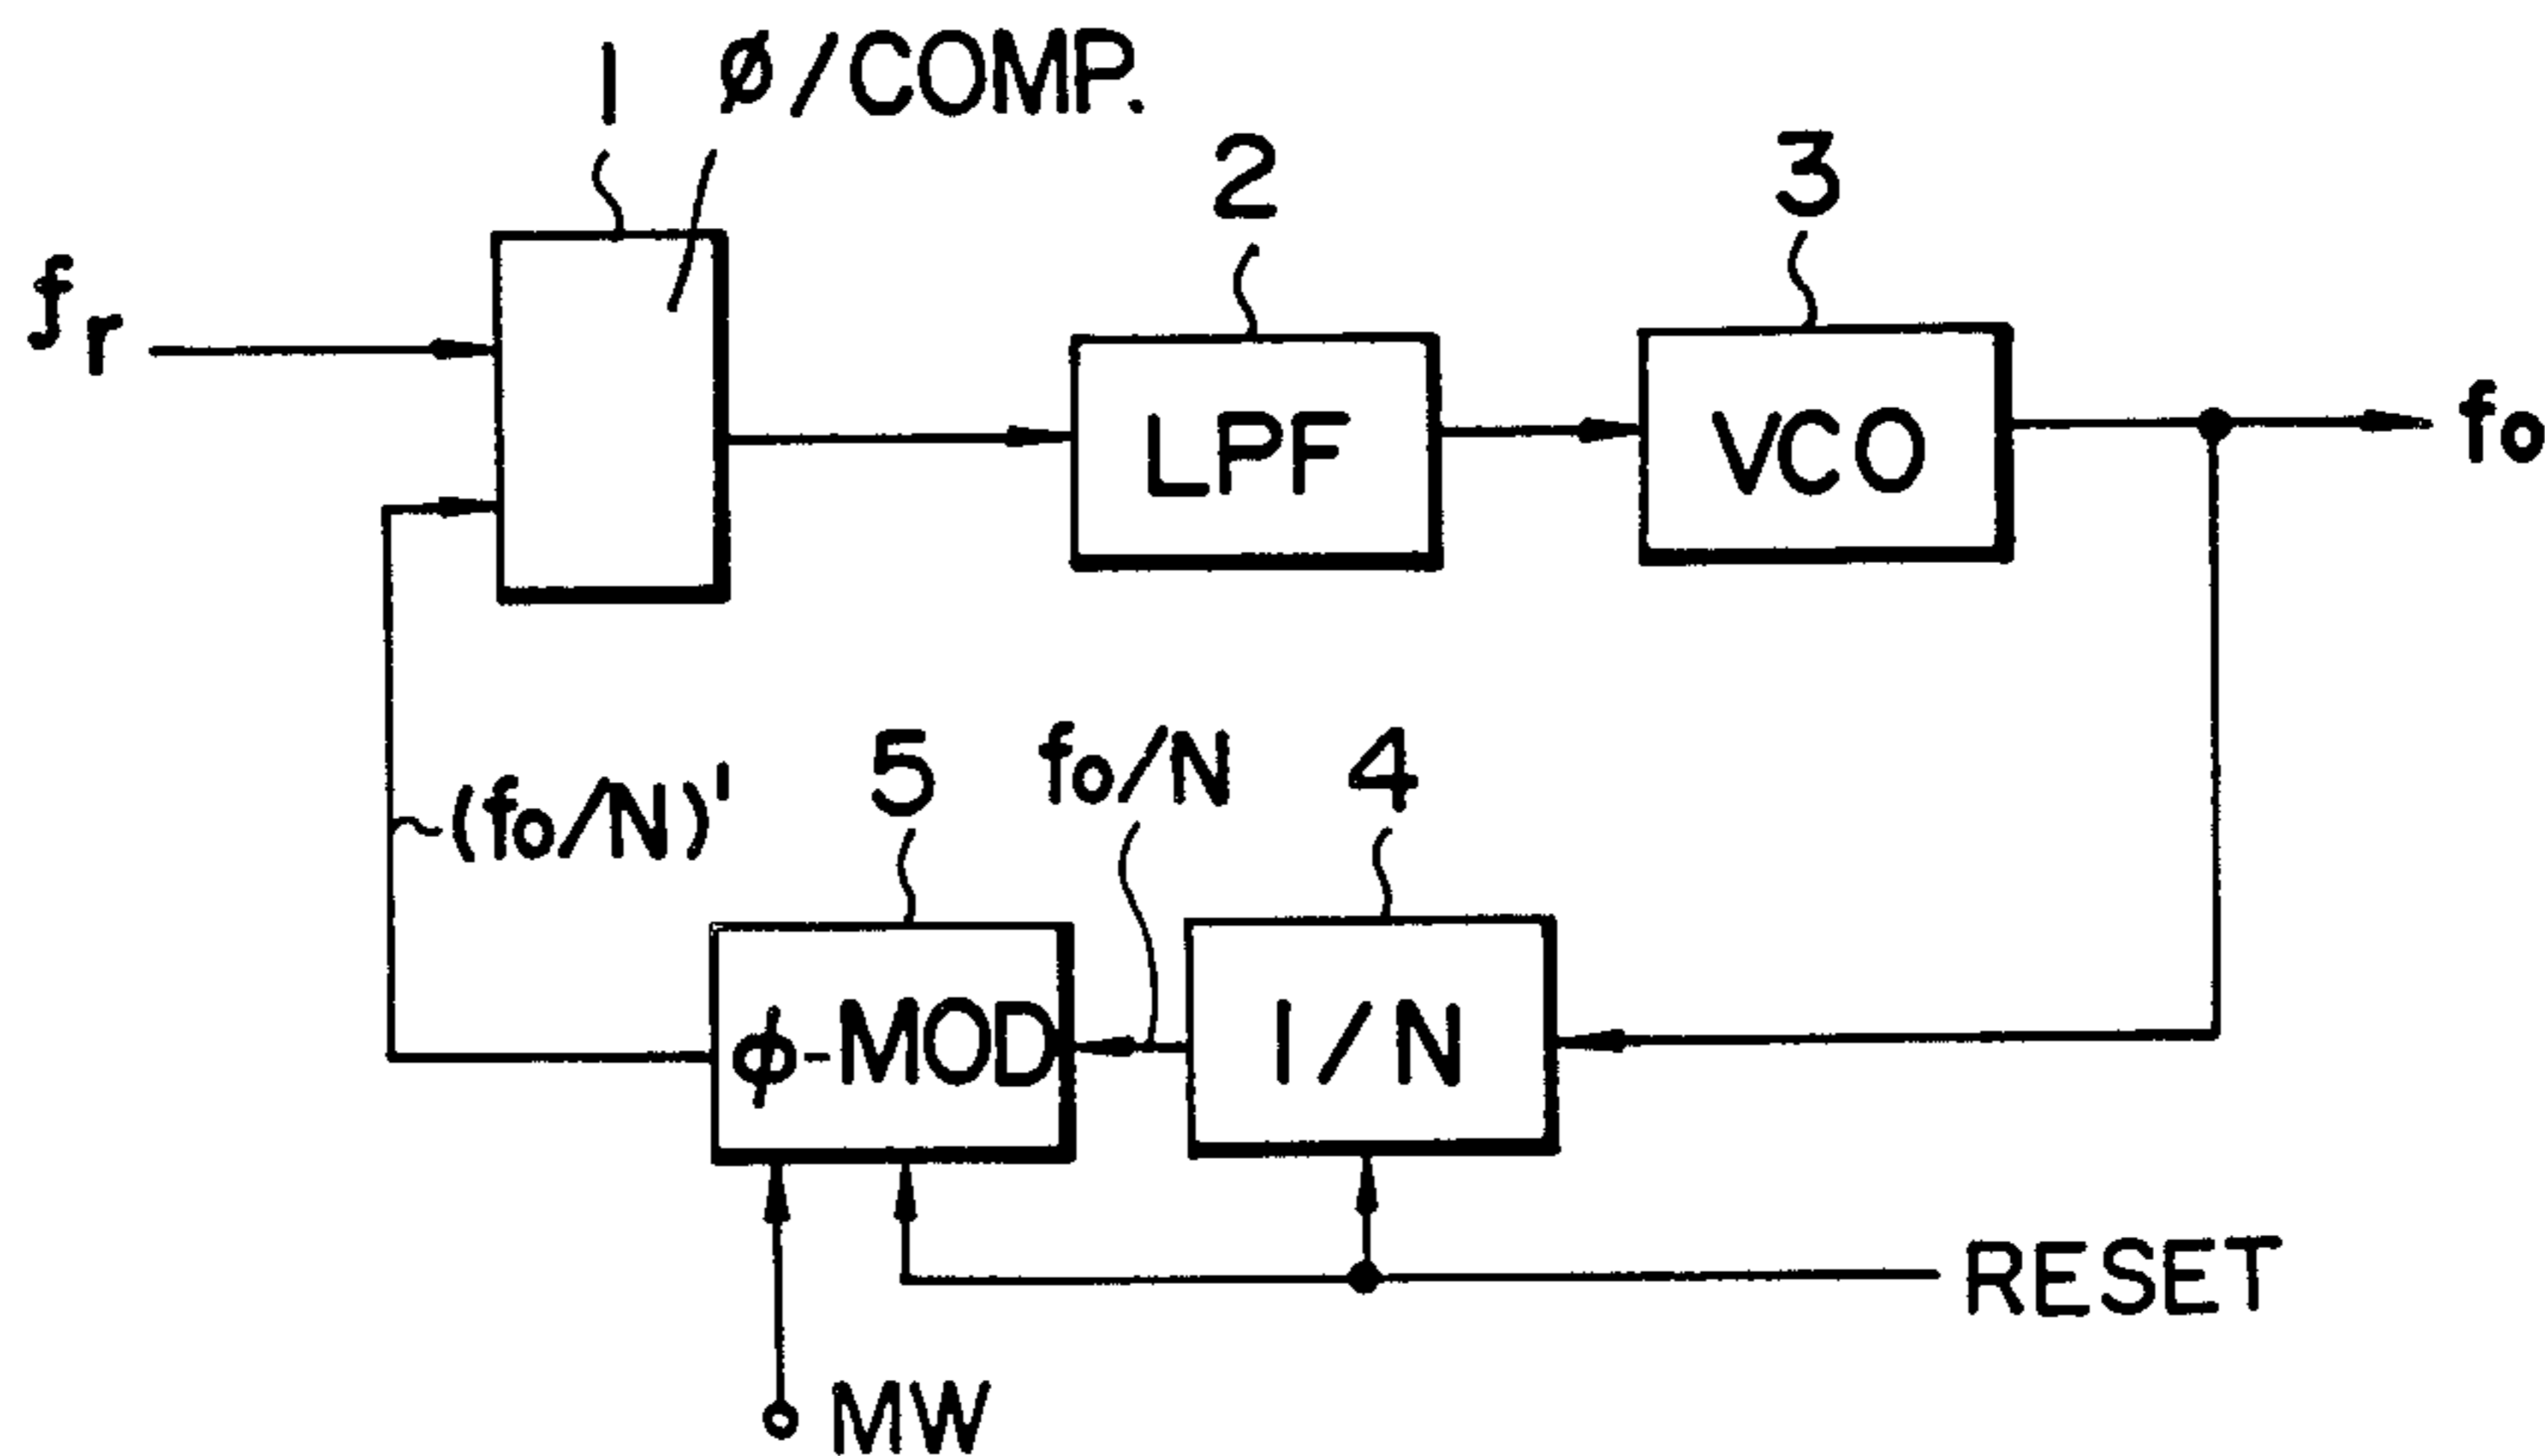 1 ø/COMP.
2
3
fr
LPF
VCO
fo
(fo/N)'
5
fo/N
4
ϕ-MOD
1/N
RESET
MW